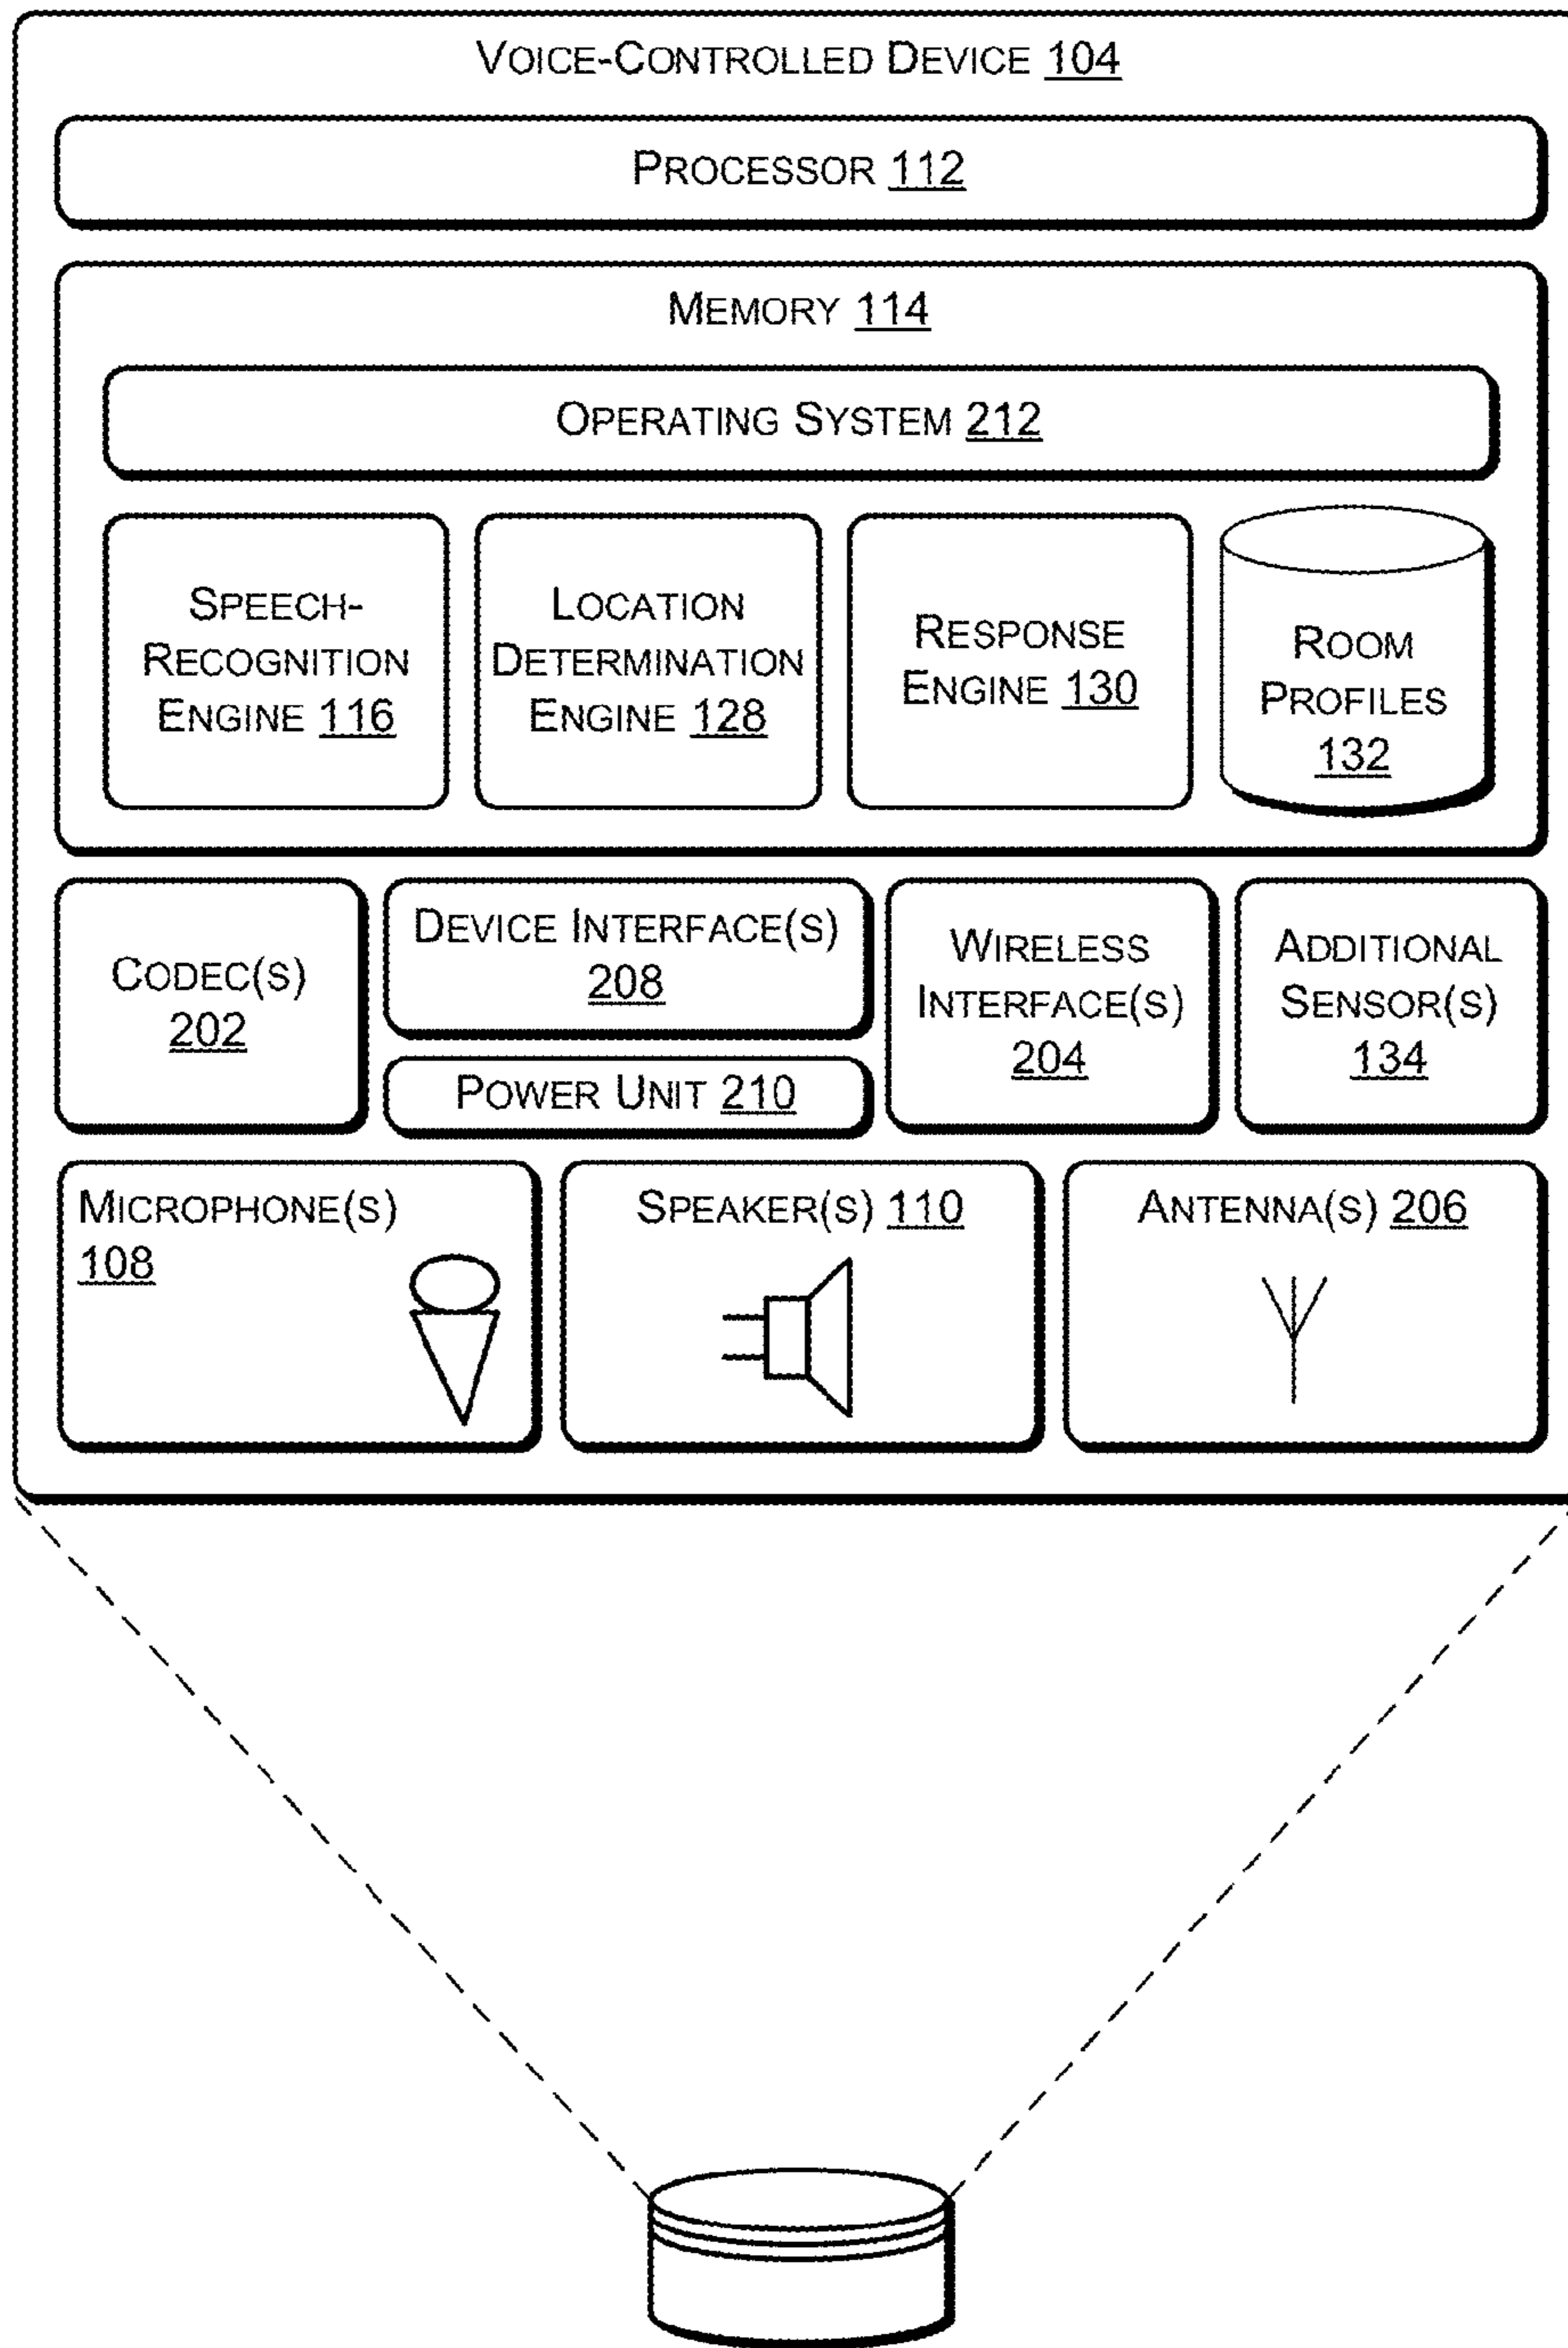 VOICE-CONTROLLED DEVICE 104
PROCESSOR 112
MEMORY 114
OPERATING SYSTEM 212
SPEECH-
RECOGNITION
ENGINE 116
LOCATION
DETERMINATION
ENGINE 128
RESPONSE
ENGINE 130
ROOM
PROFILES
132
CODEC(S)
202
DEVICE INTERFACE(S)
208
POWER UNIT 210
WIRELESS
INTERFACE(S)
204
ADDITIONAL
SENSOR(S)
134
MICROPHONE(S)
108
SPEAKER(S) 110
ANTENNA(S) 206